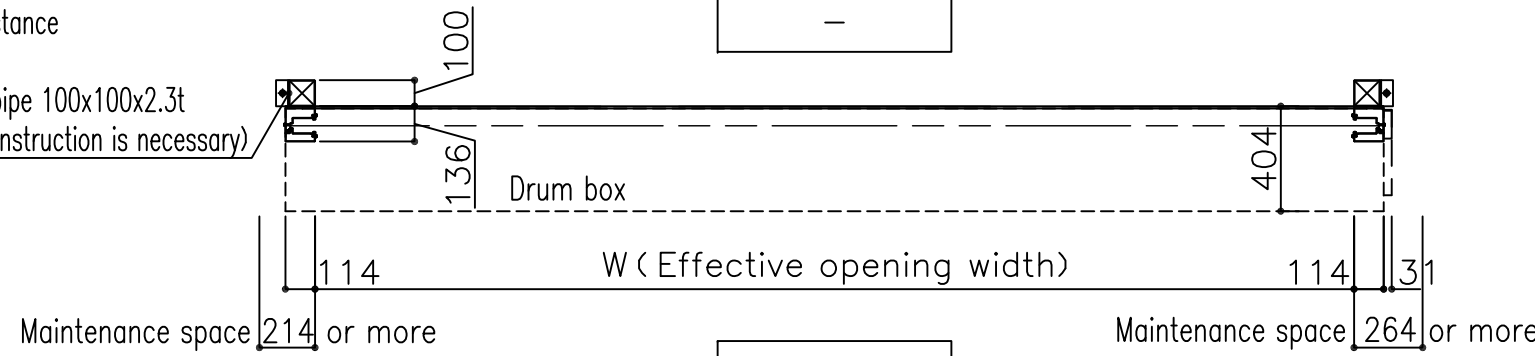 stance
100
–
pipe 100x100x2.3t
nstruction is necessary)
136
404
Drum box
114
W (Effective opening width)
114
31
Maintenance space 214 or more
Maintenance space 264 or more